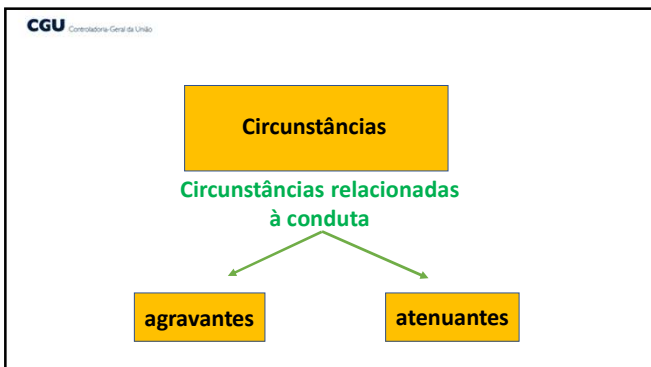 CGU Controladoria-Geral da União
Circunstâncias
Circunstâncias relacionadas
à conduta
agravantes
atenuantes